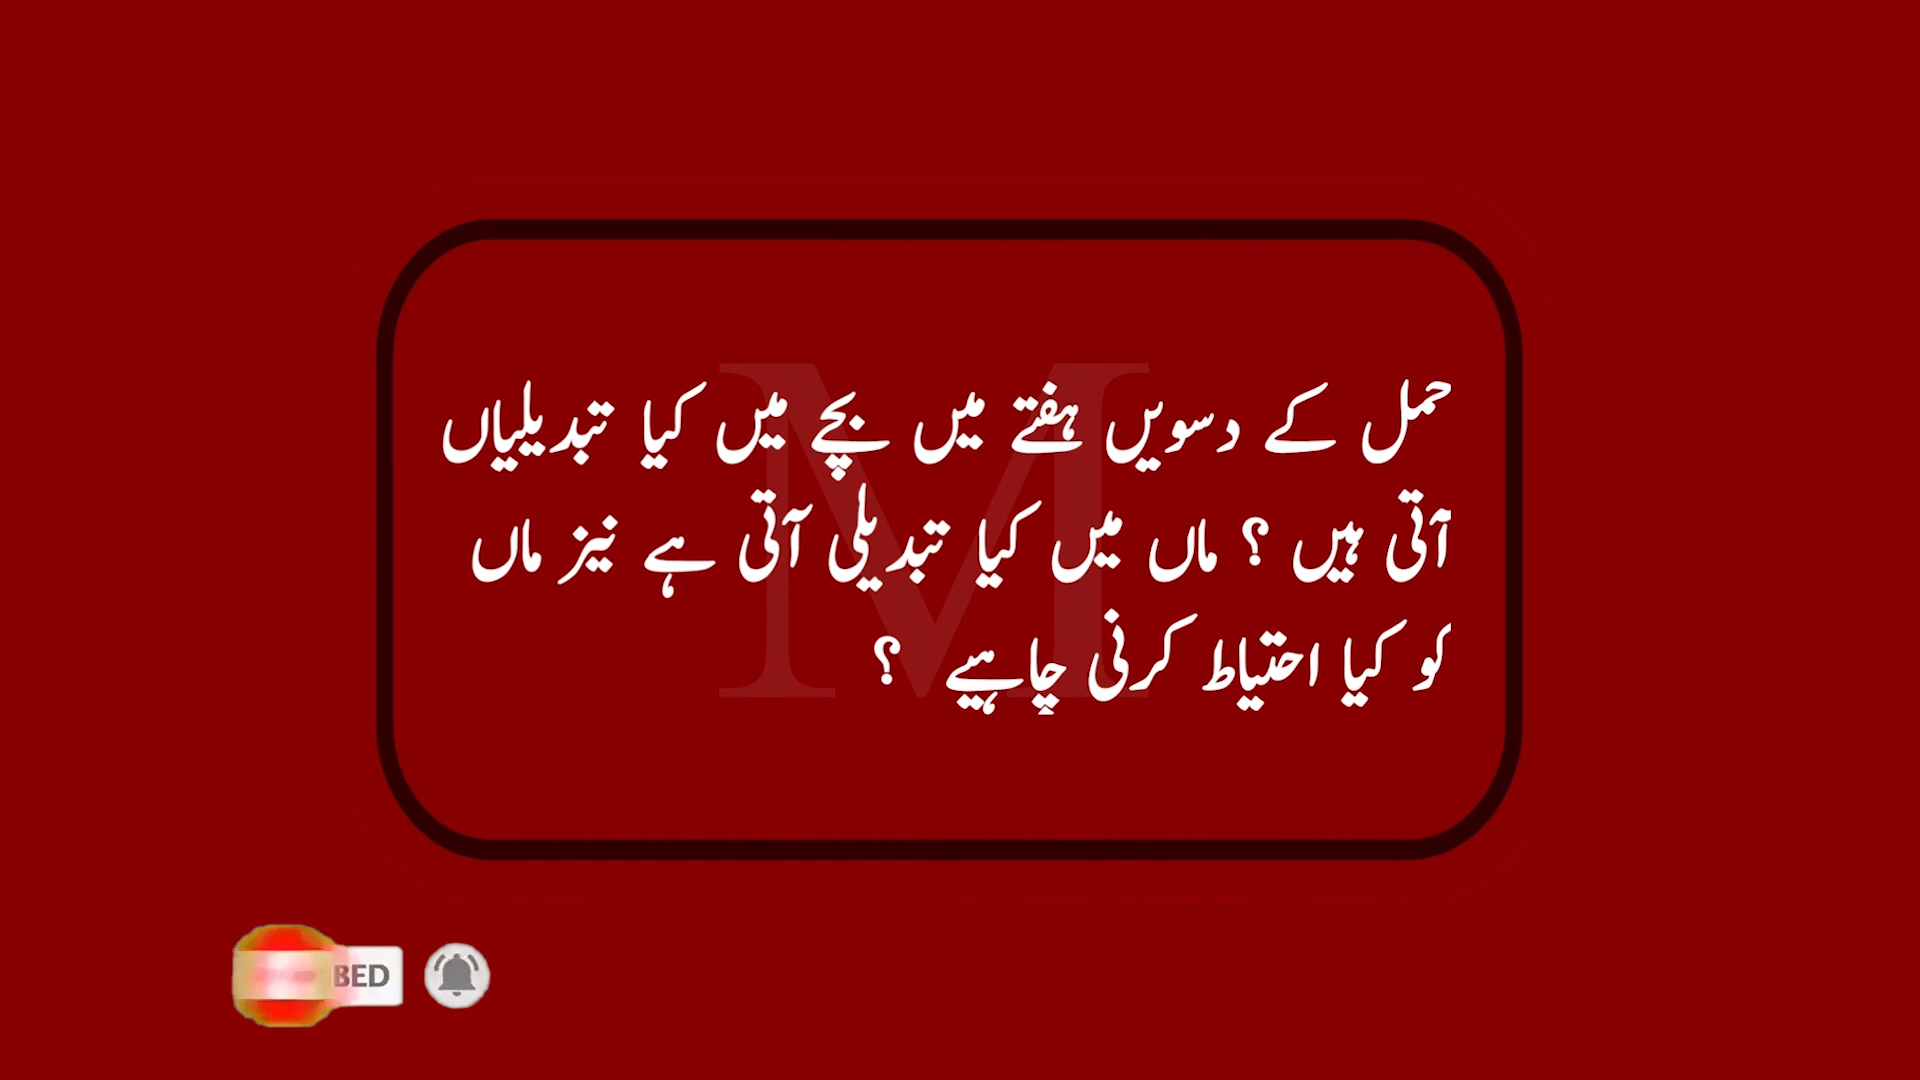 حمل کے دسویں ہفتے میں بچے میں کیا تبدیلیاں
آتی ہیں ؟ ماں میں کیا تبدیلی آتی ہے نیز ماں
کو کیا احتیاط کرنی چاہیے ؟
M
BED